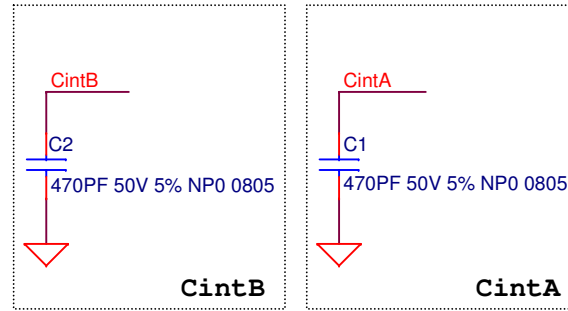 CintB
C2
470PF 50V 5% NP0 0805
CintB
CintA
C1
470PF 50V 5% NP0 0805
CintA